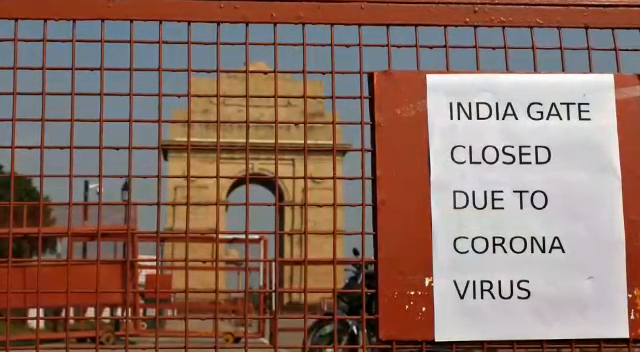 INDIA GATE
CLOSED
DUE TO
CORONA
VIRUS